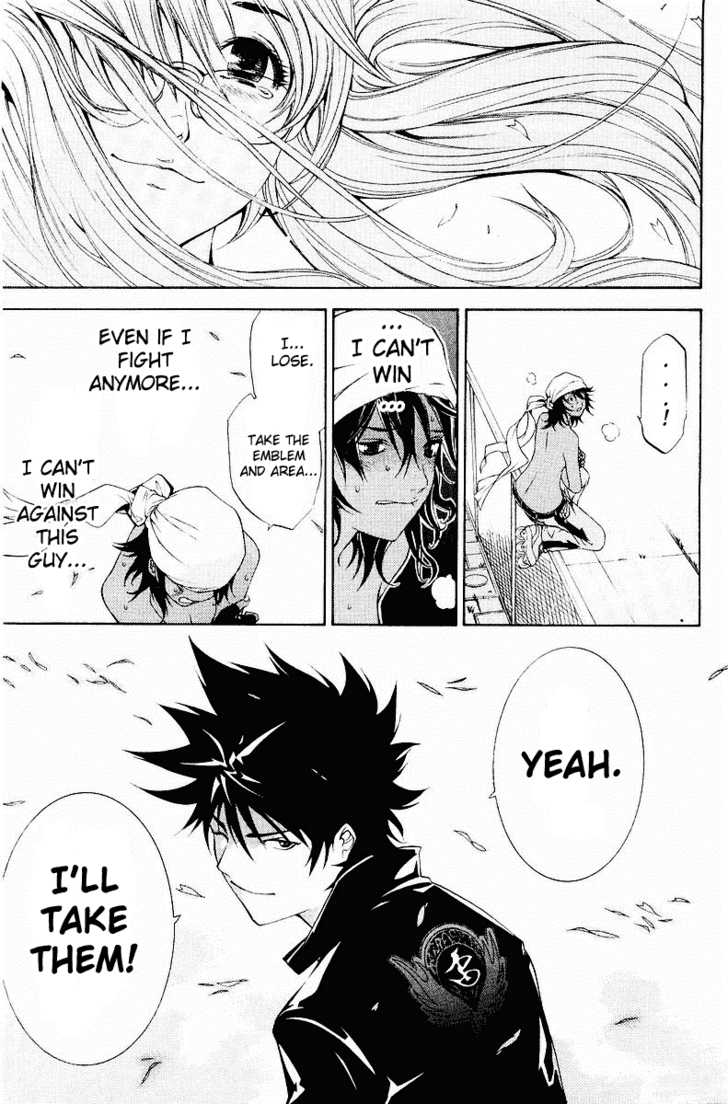 ...!
...
I CAN'T
WIN
...
I...
LOSE.
TAKE THE
EMBLEM
AND AREA...
EVEN IF I
FIGHT
ANYMORE...
I CAN'T
WIN
AGAINST
THIS
GUY...
YEAH.
I'LL
TAKE
THEM!